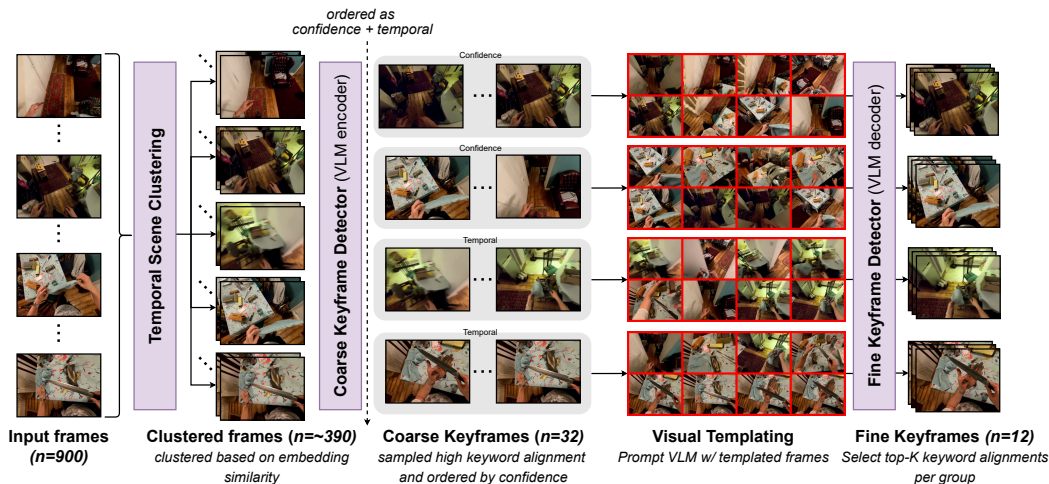 ordered as
confidence + temporal
Temporal Scene Clustering
Coarse Keyframe Detector (VLM encoder)
Confidence
Confidence
Temporal
Temporal
Fine Keyframe Detector (VLM decoder)
Input frames
(n=900)
Clustered frames (n=~390)
clustered based on embedding
similarity
Coarse Keyframes (n=32)
sampled high keyword alignment
and ordered by confidence
Visual Templating
Prompt VLM w/ templated frames
Fine Keyframes (n=12)
Select top-K keyword alignments
per group